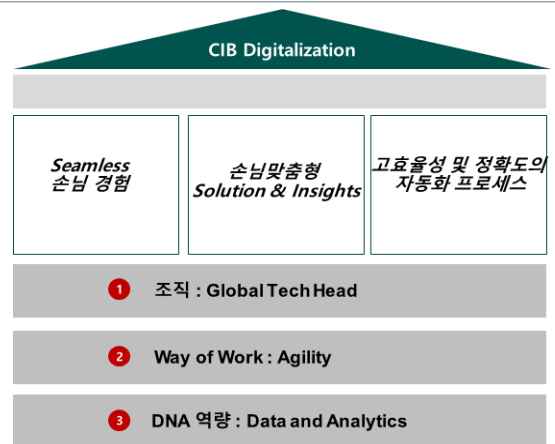 CIB Digitalization
Seamless
손님 경험
손님맞춤형
Solution & Insights
고효율성 및 정확도의
자동화 프로세스
1 조직 : Global Tech Head
2 Way of Work : Agility
3 DNA 역량 : Data and Analytics